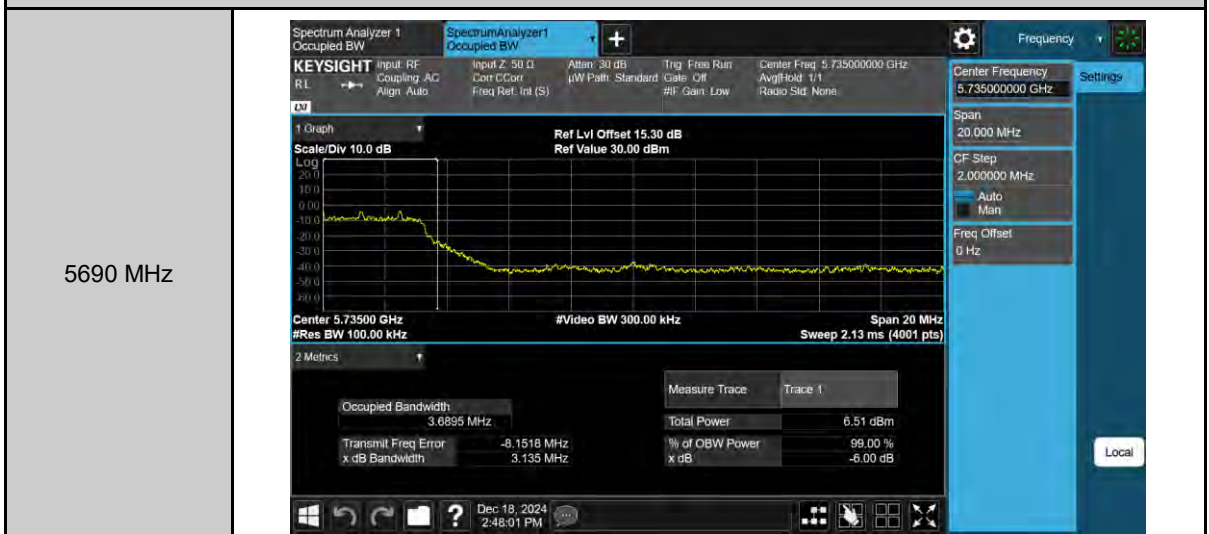 5690 MHz
Spectrum Analyzer 1
Occupied BW
SpectrumAnalyzer1
Occupied BW
Frequency
KEYSIGHT
RL
LXI
Input: RF
Coupling: AC
Align: Auto
Input Z: 50 Ω
Corr CCorr
Freq Ref: Int (S)
Atten: 30 dB
µW Path: Standard
Trig: Free Run
Gate: Off
#IF Gain: Low
Center Freq: 5.735000000 GHz
Avg|Hold: 1/1
Radio Std: None
Center Frequency
5.735000000 GHz
Settings
Span
20.000 MHz
CF Step
2.000000 MHz
Auto
Man
Freq Offset
0 Hz
Local
1 Graph
Scale/Div 10.0 dB
Ref Lvl Offset 15.30 dB
Ref Value 30.00 dBm
Log
20.0
10.0
0.00
-10.0
-20.0
-30.0
-40.0
-50.0
-60.0
Center 5.73500 GHz
#Video BW 300.00 kHz
Span 20 MHz
#Res BW 100.00 kHz
Sweep 2.13 ms (4001 pts)
2 Metrics
Measure Trace Trace 1
Occupied Bandwidth
3.6895 MHz
Total Power 6.51 dBm
Transmit Freq Error -8.1518 MHz
% of OBW Power 99.00 %
x dB Bandwidth 3.135 MHz
x dB -6.00 dB
?
Dec 18, 2024
2:48:01 PM